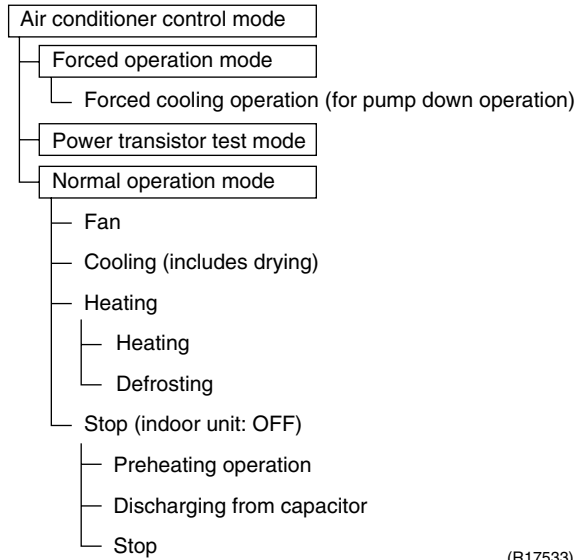 Air conditioner control mode
Forced operation mode
Forced cooling operation (for pump down operation)
Power transistor test mode
Normal operation mode
Fan
Cooling (includes drying)
Heating
Heating
Defrosting
Stop (indoor unit: OFF)
Preheating operation
Discharging from capacitor
Stop
(R17533)